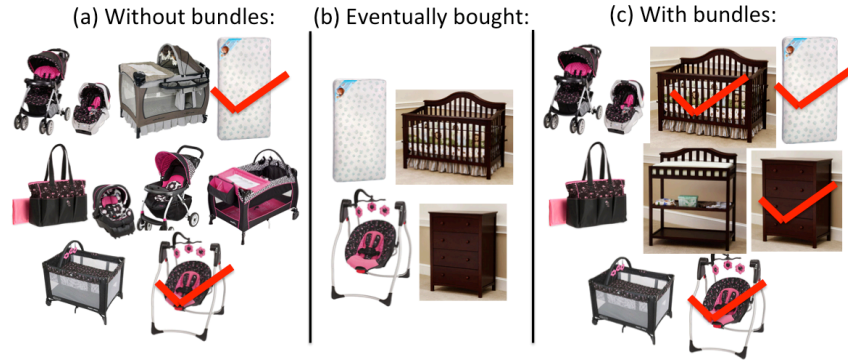 (a) Without bundles:
(b) Eventually bought:
(c) With bundles: